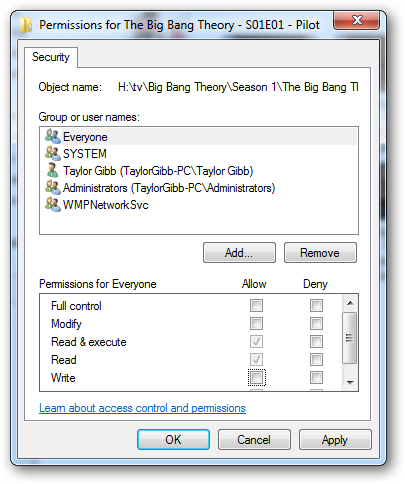 Permissions for The Big Bang Theory - S01E01 - Pilot
Security
Object name: H:\tv\Big Bang Theory\Season 1\The Big Bang Tl
Group or user names:
Everyone
SYSTEM
Taylor Gibb (TaylorGibb-PC\Taylor Gibb)
Administrators (TaylorGibb-PC\Administrators)
WMPNetworkSvc
Add... Remove
Permissions for Everyone Allow Deny
Full control
Modify
Read & execute
Read
Write
Learn about access control and permissions
OK Cancel Apply